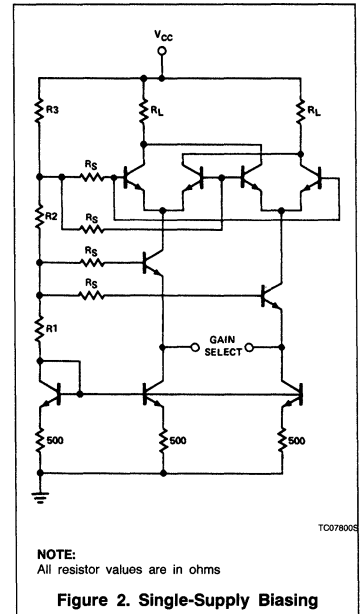 VCC
R3
RL
RL
RS
R2
RS
RS
RS
R1
GAIN
SELECT
500
500
500
TC07800S
NOTE:
All resistor values are in ohms
Figure 2. Single-Supply Biasing